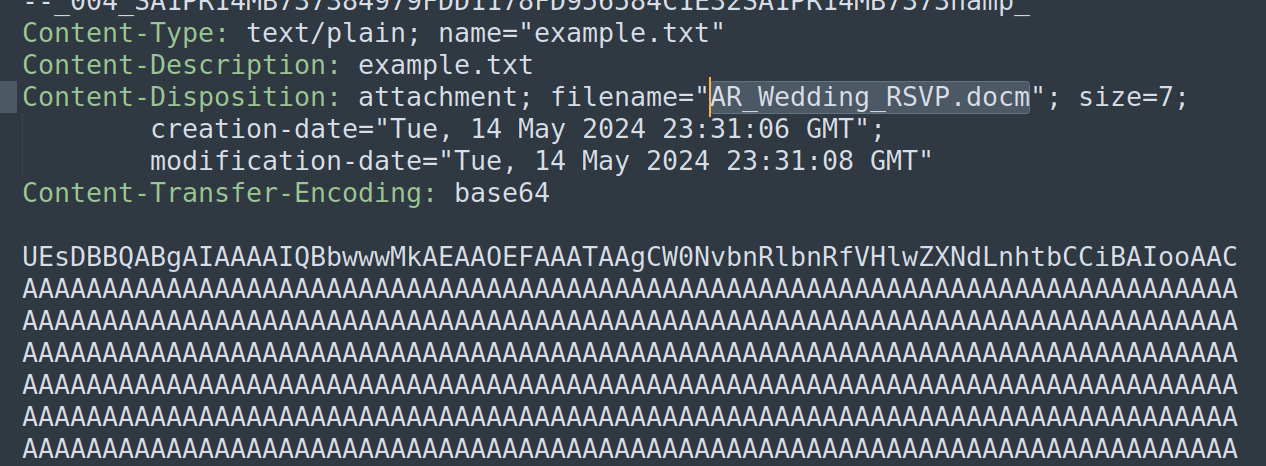 Content-Type: text/plain; name="example.txt"
Content-Description: example.txt
Content-Disposition: attachment; filename="AR_Wedding_RSVP.docm"; size=7;
creation-date="Tue, 14 May 2024 23:31:06 GMT";
modification-date="Tue, 14 May 2024 23:31:08 GMT"
Content-Transfer-Encoding: base64
UEsDBBQABgAIAAAAIQBbwwwMkAEAAOEFAAATAAgCW0NvbnRlbnRfVHlwZXNdLnhtbCCiBAIooAAC
AAAAAAAAAAAAAAAAAAAAAAAAAAAAAAAAAAAAAAAAAAAAAAAAAAAAAAAAAAAAAAAAAAAAAAAAAAAA
AAAAAAAAAAAAAAAAAAAAAAAAAAAAAAAAAAAAAAAAAAAAAAAAAAAAAAAAAAAAAAAAAAAAAAAAAAAA
AAAAAAAAAAAAAAAAAAAAAAAAAAAAAAAAAAAAAAAAAAAAAAAAAAAAAAAAAAAAAAAAAAAAAAAAAAAA
AAAAAAAAAAAAAAAAAAAAAAAAAAAAAAAAAAAAAAAAAAAAAAAAAAAAAAAAAAAAAAAAAAAAAAAAAAAA
AAAAAAAAAAAAAAAAAAAAAAAAAAAAAAAAAAAAAAAAAAAAAAAAAAAAAAAAAAAAAAAAAAAAAAAAAAAA
AAAAAAAAAAAAAAAAAAAAAAAAAAAAAAAAAAAAAAAAAAAAAAAAAAAAAAAAAAAAAAAAAAAAAAAAAAAA